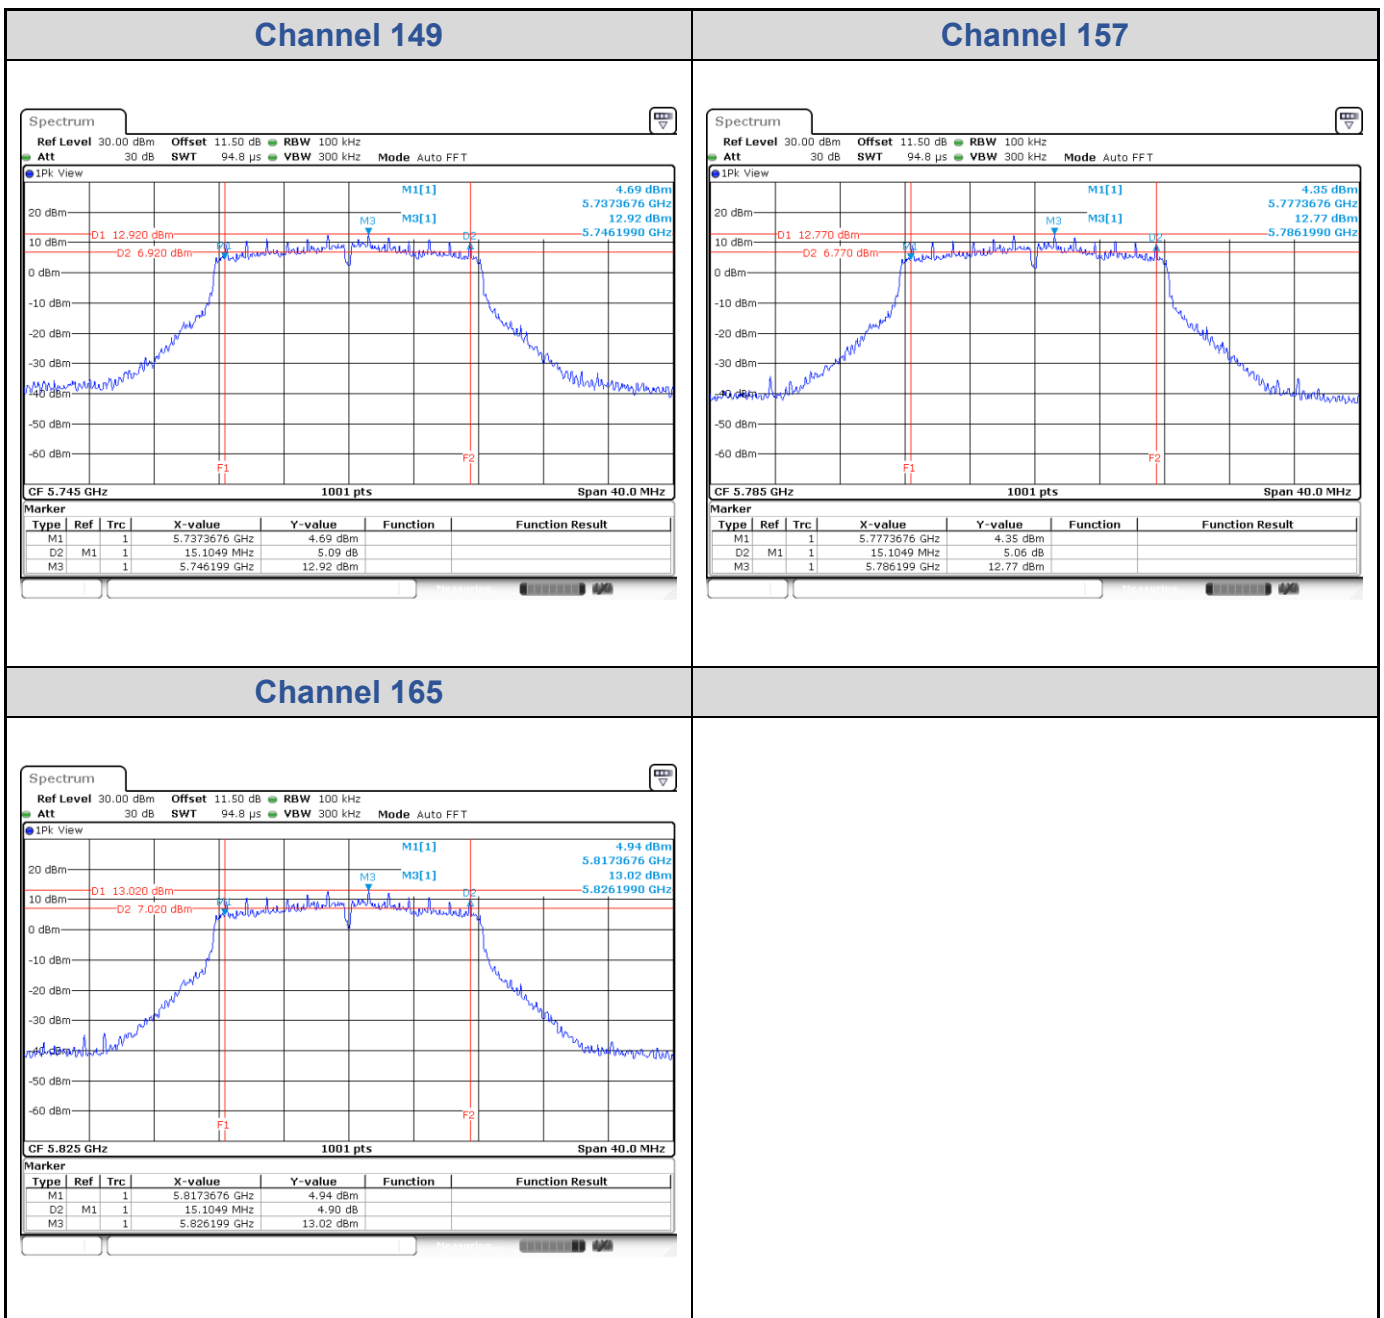 Channel 149
Spectrum
Ref Level 30.00 dBm Offset 11.50 dB RBW 100 kHz
Att 30 dB SWT 94.8 µs VBW 300 kHz Mode Auto FFT
1Pk View
M1[1] 4.69 dBm
5.7373676 GHz
M3[1] 12.92 dBm
5.7461990 GHz
20 dBm
M3
D1 12.920 dBm
10 dBm
M1
D2
D2 6.920 dBm
0 dBm
-10 dBm
-20 dBm
-30 dBm
-40 dBm
-50 dBm
-60 dBm
F1
F2
CF 5.745 GHz 1001 pts Span 40.0 MHz
Marker
Type Ref Trc X-value Y-value Function Function Result
M1 1 5.7373676 GHz 4.69 dBm
D2 M1 1 15.1049 MHz 5.09 dB
M3 1 5.746199 GHz 12.92 dBm
Channel 157
Spectrum
Ref Level 30.00 dBm Offset 11.50 dB RBW 100 kHz
Att 30 dB SWT 94.8 µs VBW 300 kHz Mode Auto FFT
1Pk View
M1[1] 4.35 dBm
5.7773676 GHz
M3[1] 12.77 dBm
5.7861990 GHz
20 dBm
M3
D1 12.770 dBm
10 dBm
M1
D2
D2 6.770 dBm
0 dBm
-10 dBm
-20 dBm
-30 dBm
-40 dBm
-50 dBm
-60 dBm
F1
F2
CF 5.785 GHz 1001 pts Span 40.0 MHz
Marker
Type Ref Trc X-value Y-value Function Function Result
M1 1 5.7773676 GHz 4.35 dBm
D2 M1 1 15.1049 MHz 5.06 dB
M3 1 5.786199 GHz 12.77 dBm
Channel 165
Spectrum
Ref Level 30.00 dBm Offset 11.50 dB RBW 100 kHz
Att 30 dB SWT 94.8 µs VBW 300 kHz Mode Auto FFT
1Pk View
M1[1] 4.94 dBm
5.8173676 GHz
M3[1] 13.02 dBm
5.8261990 GHz
20 dBm
M3
D1 13.020 dBm
10 dBm
M1
D2
D2 7.020 dBm
0 dBm
-10 dBm
-20 dBm
-30 dBm
-40 dBm
-50 dBm
-60 dBm
F1
F2
CF 5.825 GHz 1001 pts Span 40.0 MHz
Marker
Type Ref Trc X-value Y-value Function Function Result
M1 1 5.8173676 GHz 4.94 dBm
D2 M1 1 15.1049 MHz 4.90 dB
M3 1 5.826199 GHz 13.02 dBm